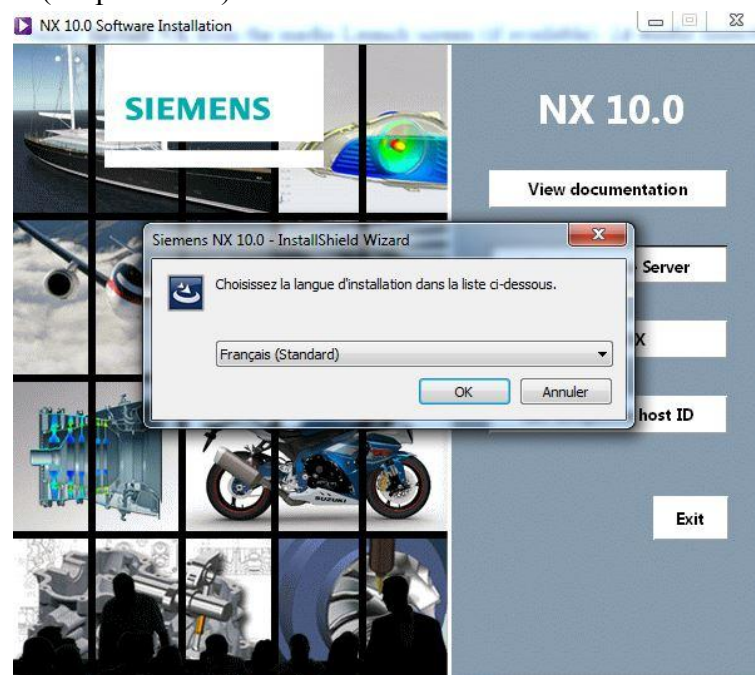 NX 10.0 Software Installation
SIEMENS
NX 10.0
View documentation
Siemens NX 10.0 - InstallShield Wizard
Server
Choisissez la langue d'installation dans la liste ci-dessous.
X
Français (Standard)
OK
Annuler
host ID
SUZUKI
Exit